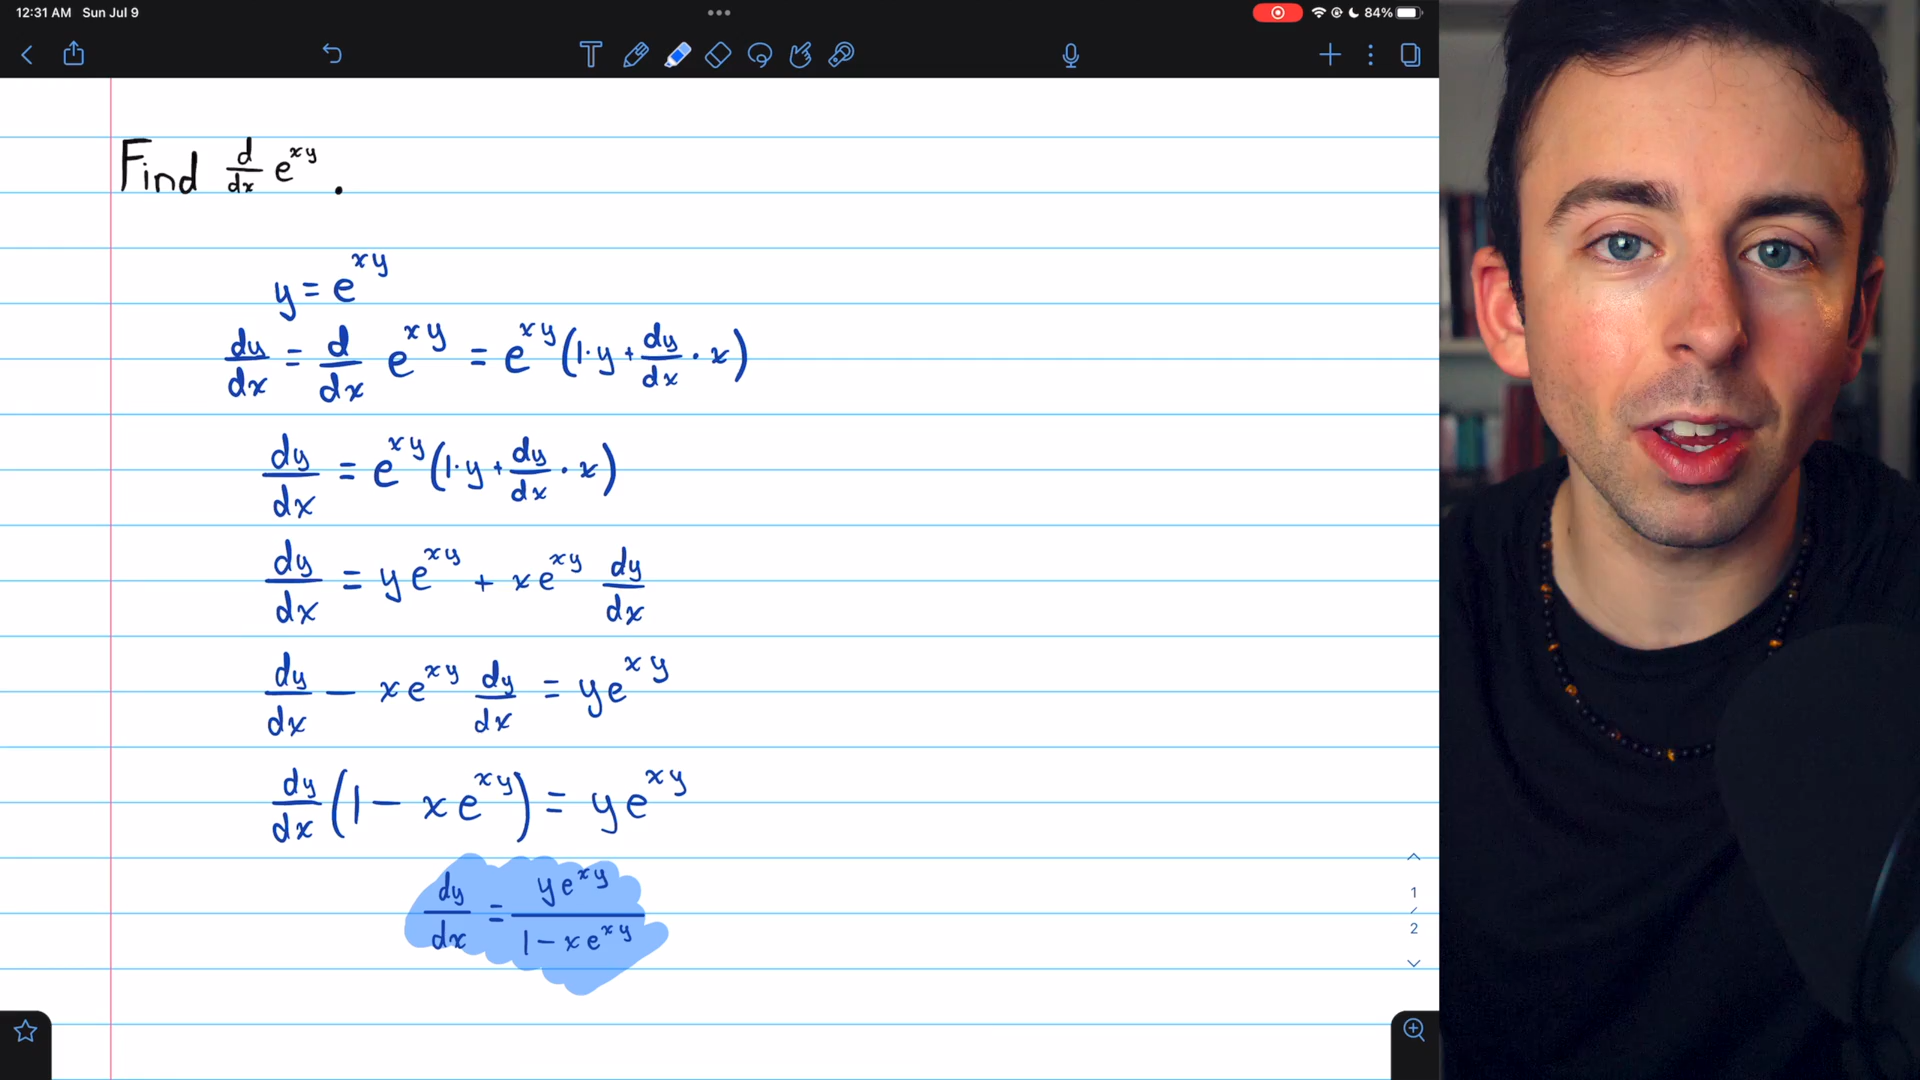 12:31 AM Sun Jul 9
84%
Find d/dx e^xy.
y = e^xy
dy/dx = d/dx e^xy = e^xy (1·y + dy/dx · x)
dy/dx = e^xy (1·y + dy/dx · x)
dy/dx = ye^xy + xe^xy dy/dx
dy/dx − xe^xy dy/dx = ye^xy
dy/dx (1 − xe^xy) = ye^xy
dy/dx = ye^xy / 1 − xe^xy
1
/
2